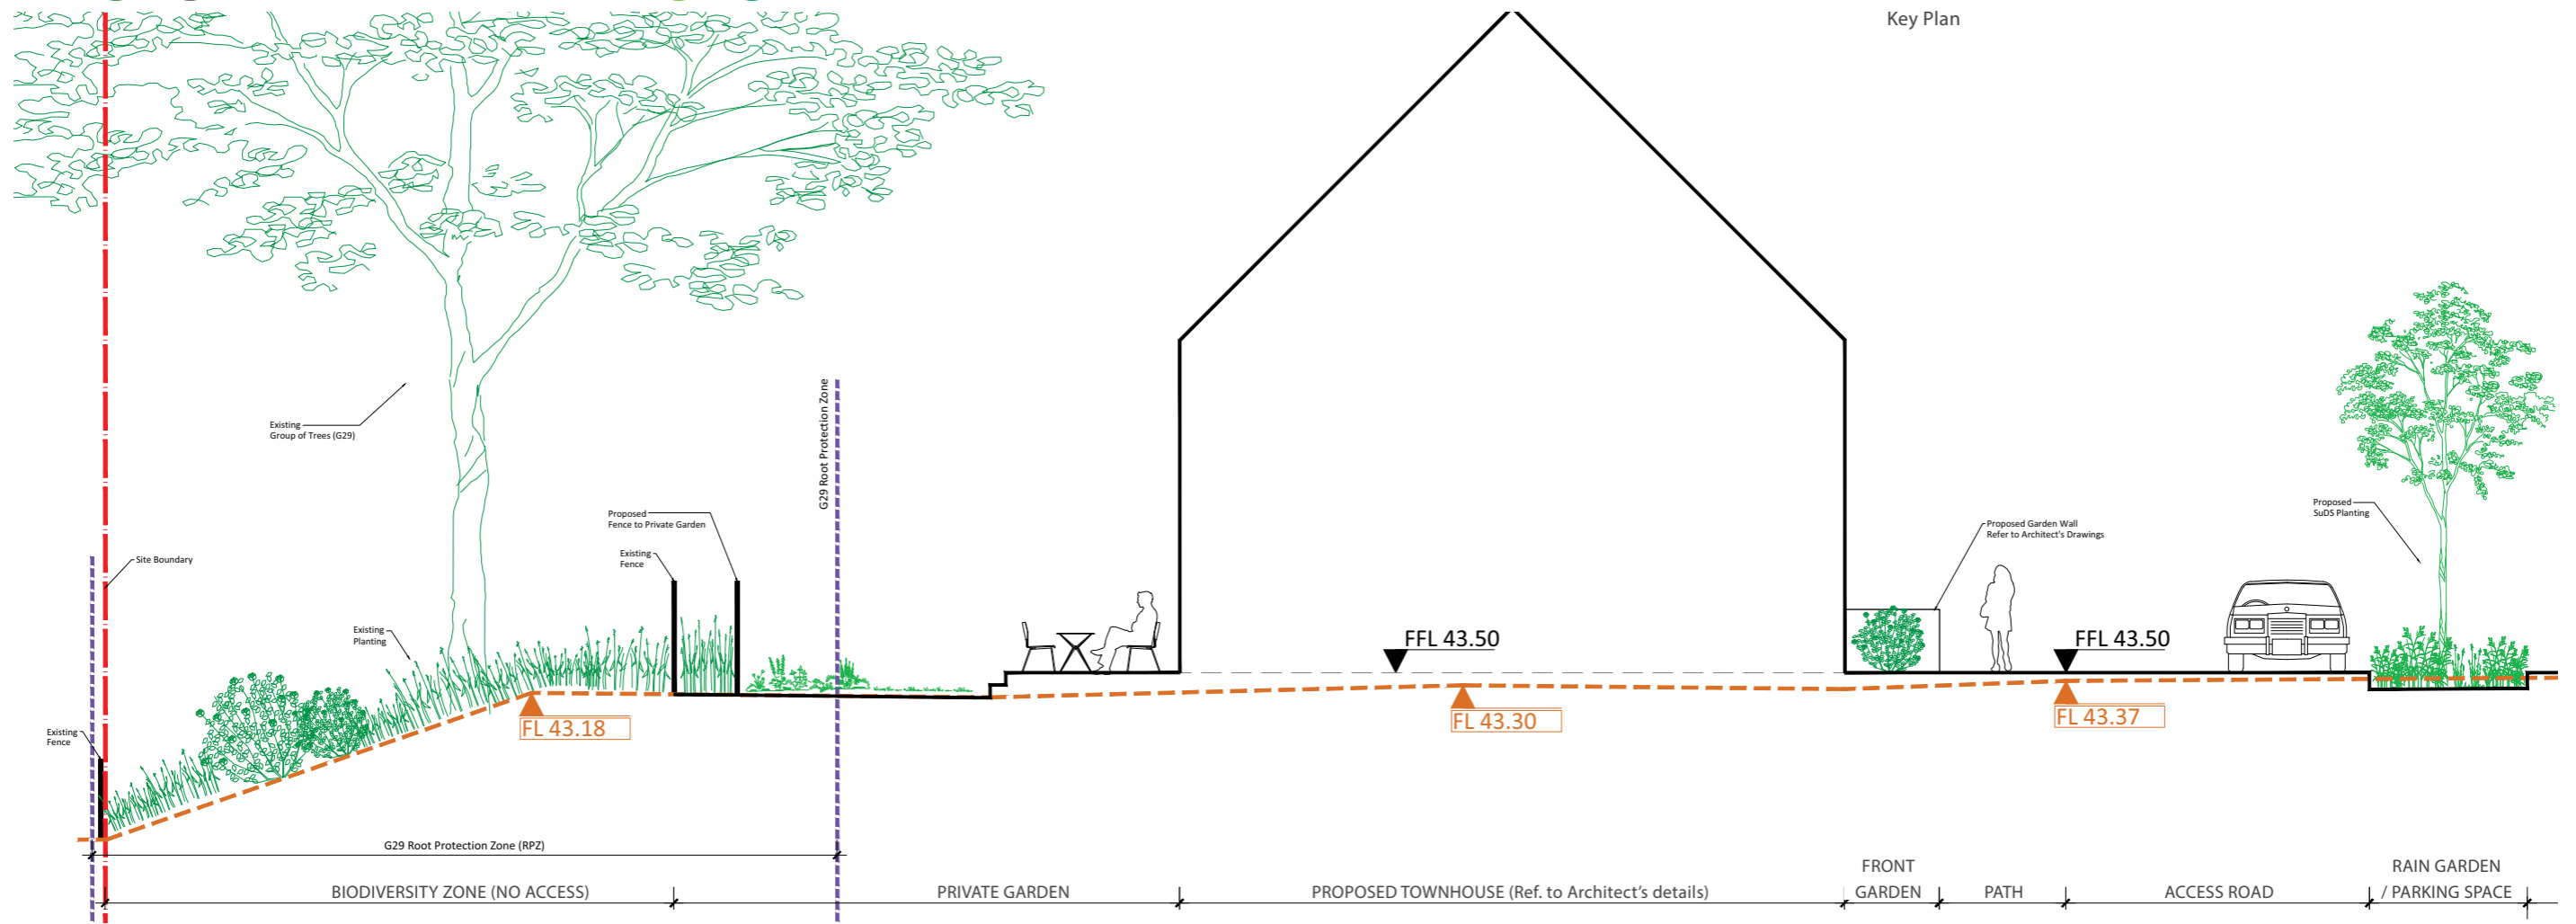 Key Plan
Existing
Group of Trees (G29)
G29 Root Protection Zone
Proposed
Fence to Private Garden
Existing
Fence
Site Boundary
Existing
Planting
Existing
Fence
Proposed
SuDS Planting
Proposed Garden Wall
Refer to Architect's Drawings
FFL 43.50
FFL 43.50
FL 43.18
FL 43.30
FL 43.37
G29 Root Protection Zone (RPZ)
BIODIVERSITY ZONE (NO ACCESS)
PRIVATE GARDEN
PROPOSED TOWNHOUSE (Ref. to Architect's details)
FRONT
GARDEN
PATH
ACCESS ROAD
RAIN GARDEN
/ PARKING SPACE